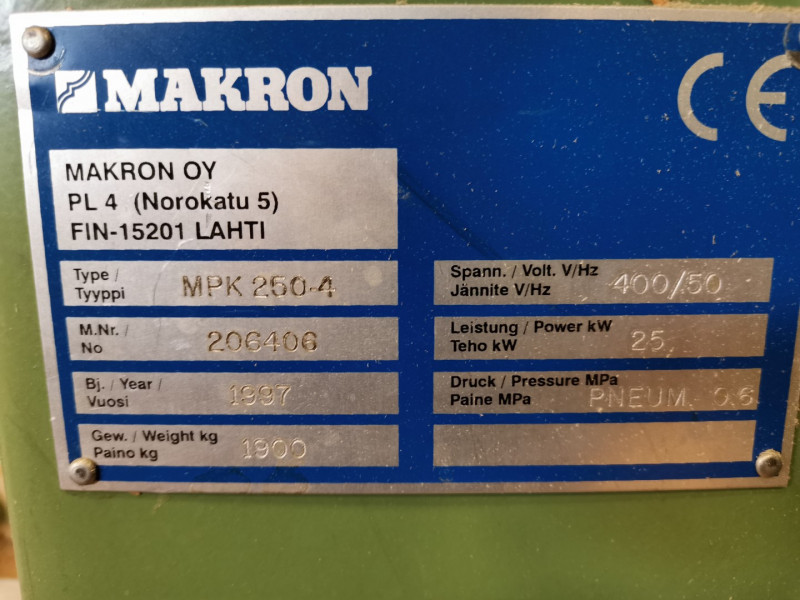 MAKRON
CE
MAKRON OY
PL 4 (Norokatu 5)
FIN-15201 LAHTI
Type /
Tyyppi
MPK 260-4
M.Nr. /
No
206406
Bj. / Year /
Vuosi
1997
Gew. / Weight kg
Paino kg
1900
Spann. / Volt. V/Hz
Jännite V/Hz
400/50
Leistung / Power kW
Teho kW
25
Druck / Pressure MPa
Paine MPa
PNEUM. 0.6